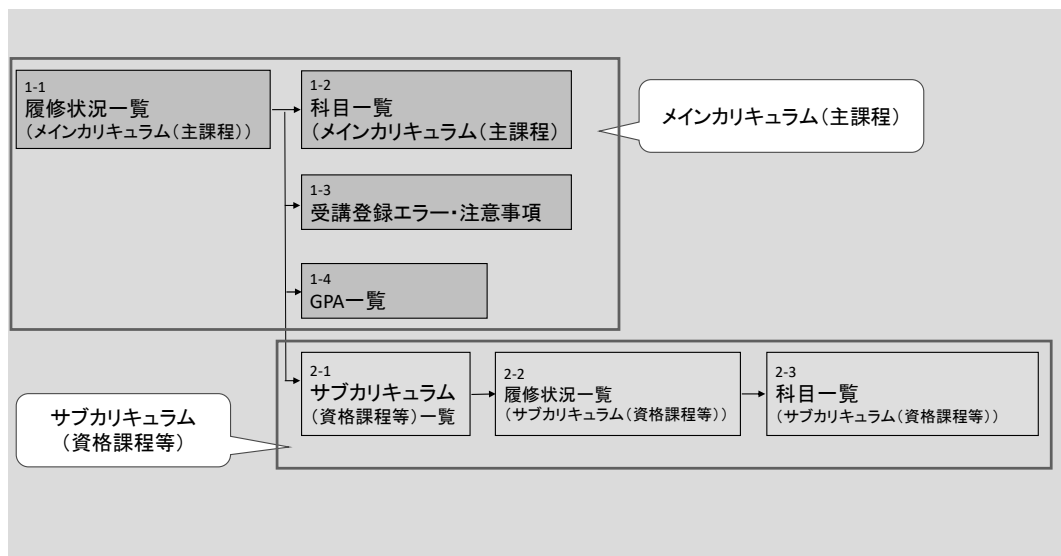 1-1
履修状況一覧
（メインカリキュラム（主課程））
1-2
科目一覧
（メインカリキュラム（主課程）
メインカリキュラム（主課程）
1-3
受講登録エラー・注意事項
1-4
GPA一覧
2-1
サブカリキュラム
（資格課程等）一覧
2-2
履修状況一覧
（サブカリキュラム（資格課程等））
2-3
科目一覧
（サブカリキュラム（資格課程等））
サブカリキュラム
（資格課程等）